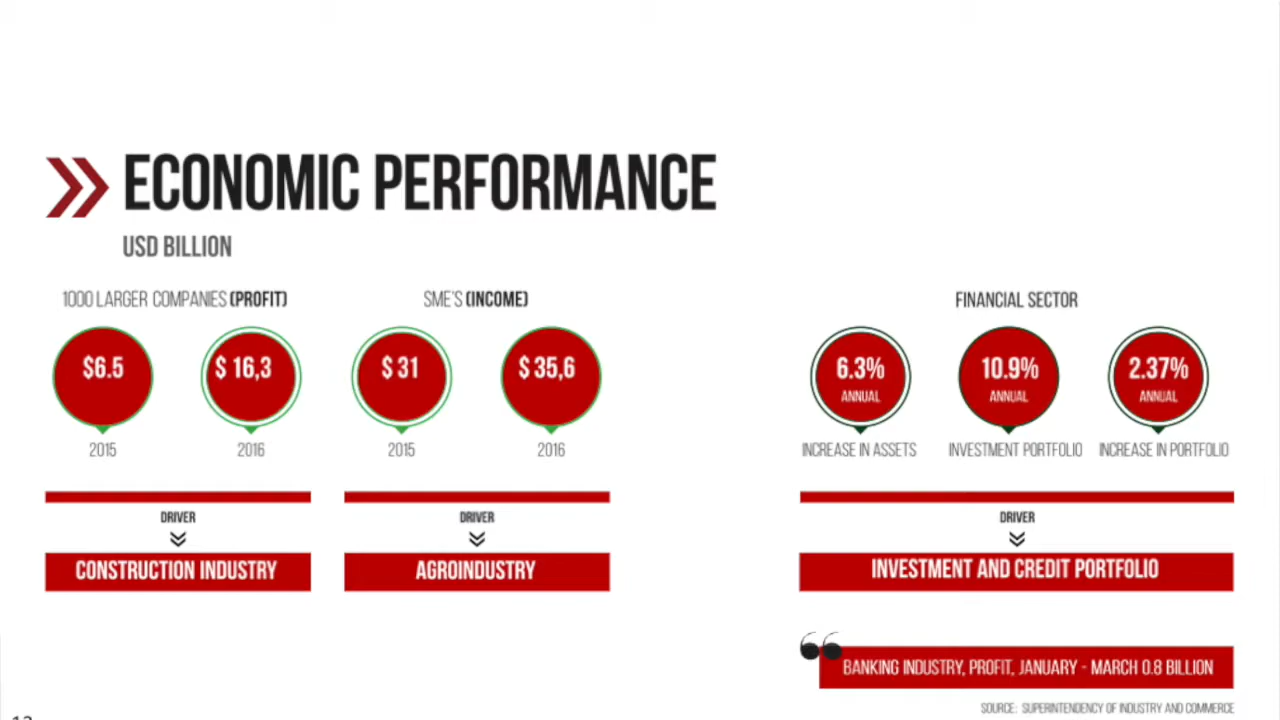 ECONOMIC PERFORMANCE
USD BILLION
1000 LARGER COMPANIES (PROFIT)
$6.5
$ 16,3
2015
2016
DRIVER
CONSTRUCTION INDUSTRY
SME'S (INCOME)
$ 31
$ 35,6
2015
2016
DRIVER
AGROINDUSTRY
FINANCIAL SECTOR
6.3%
ANNUAL
INCREASE IN ASSETS
10.9%
ANNUAL
INVESTMENT PORTFOLIO
2.37%
ANNUAL
INCREASE IN PORTFOLIO
DRIVER
INVESTMENT AND CREDIT PORTFOLIO
“ BANKING INDUSTRY, PROFIT, JANUARY - MARCH 0.8 BILLION
SOURCE: SUPERINTENDENCY OF INDUSTRY AND COMMERCE